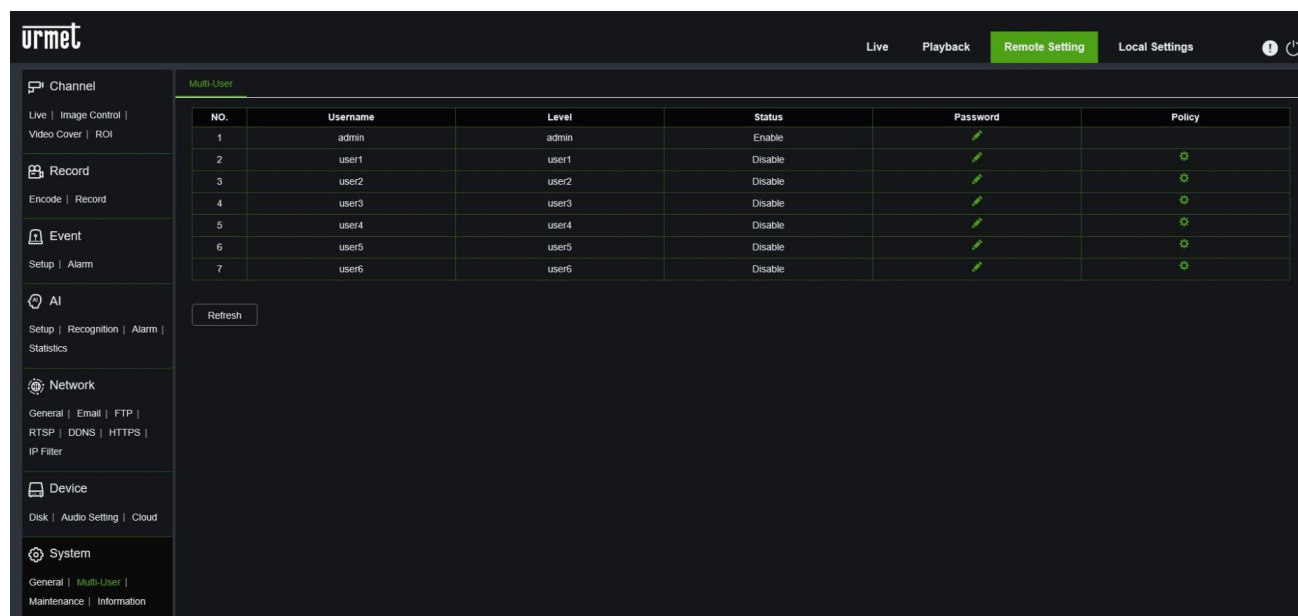 urmet
Live Playback Remote Setting Local Settings
Channel
Live | Image Control |
Video Cover | ROI
Record
Encode | Record
Event
Setup | Alarm
AI
Setup | Recognition | Alarm |
Statistics
Network
General | Email | FTP |
RTSP | DDNS | HTTPS |
IP Filter
Device
Disk | Audio Setting | Cloud
System
General | Multi-User |
Maintenance | Information
Multi-User
NO. Username Level Status Password Policy
1 admin admin Enable
2 user1 user1 Disable
3 user2 user2 Disable
4 user3 user3 Disable
5 user4 user4 Disable
6 user5 user5 Disable
7 user6 user6 Disable
Refresh